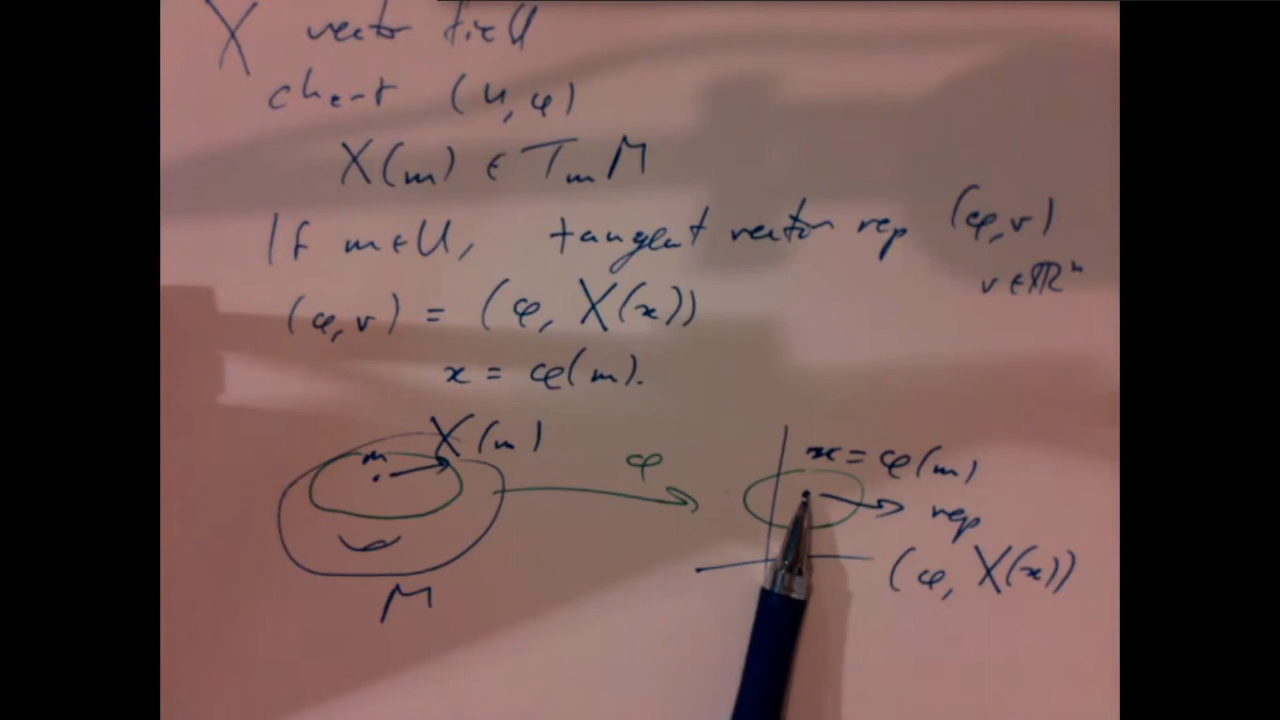 X vector field
chart (U, φ)
X(m) ∈ TₘM
If m ∈ U, tangent vector rep (φ, v)
v ∈ ℝⁿ
(φ, v) = (φ, X(x))
x = φ(m).
X(m)
m
φ
x = φ(m)
rep
(φ, X(x))
M